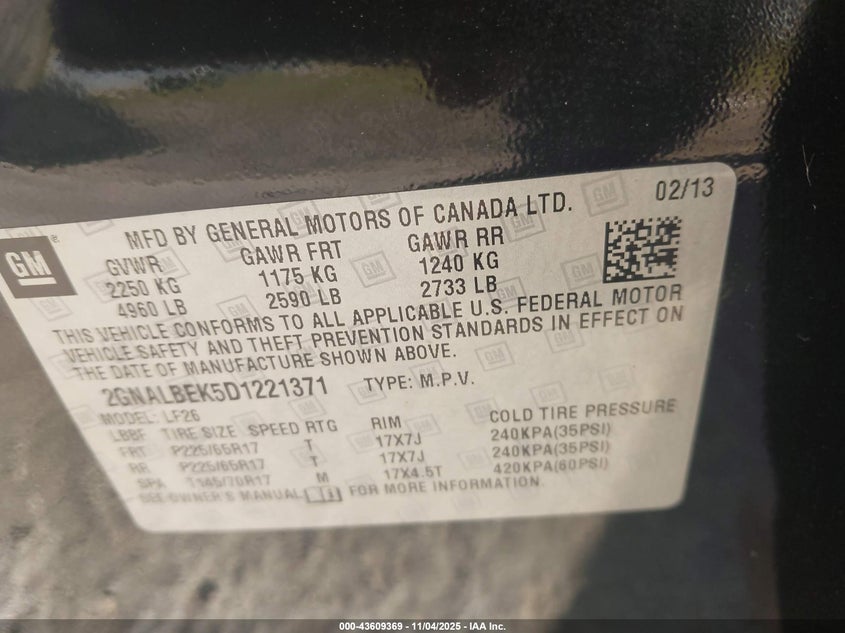 MFD BY GENERAL MOTORS OF CANADA LTD. 02/13
GM ®
GVWR GAWR FRT GAWR RR
2250 KG 1175 KG 1240 KG
4960 LB 2590 LB 2733 LB
THIS VEHICLE CONFORMS TO ALL APPLICABLE U.S. FEDERAL MOTOR
VEHICLE SAFETY AND THEFT PREVENTION STANDARDS IN EFFECT ON
THE DATE OF MANUFACTURE SHOWN ABOVE.
2GNALBEK5D1221371 TYPE: M.P.V.
MODEL: LF26
LBBF TIRE SIZE SPEED RTG RIM COLD TIRE PRESSURE
FRT P225/65R17 T 17X7J 240KPA(35PSI)
RR P225/65R17 T 17X7J 240KPA(35PSI)
SPA T145/70R17 M 17X4.5T 420KPA(60PSI)
SEE OWNER'S MANUAL FOR MORE INFORMATION.
000-43609369 - 11/04/2025 - IAA Inc.